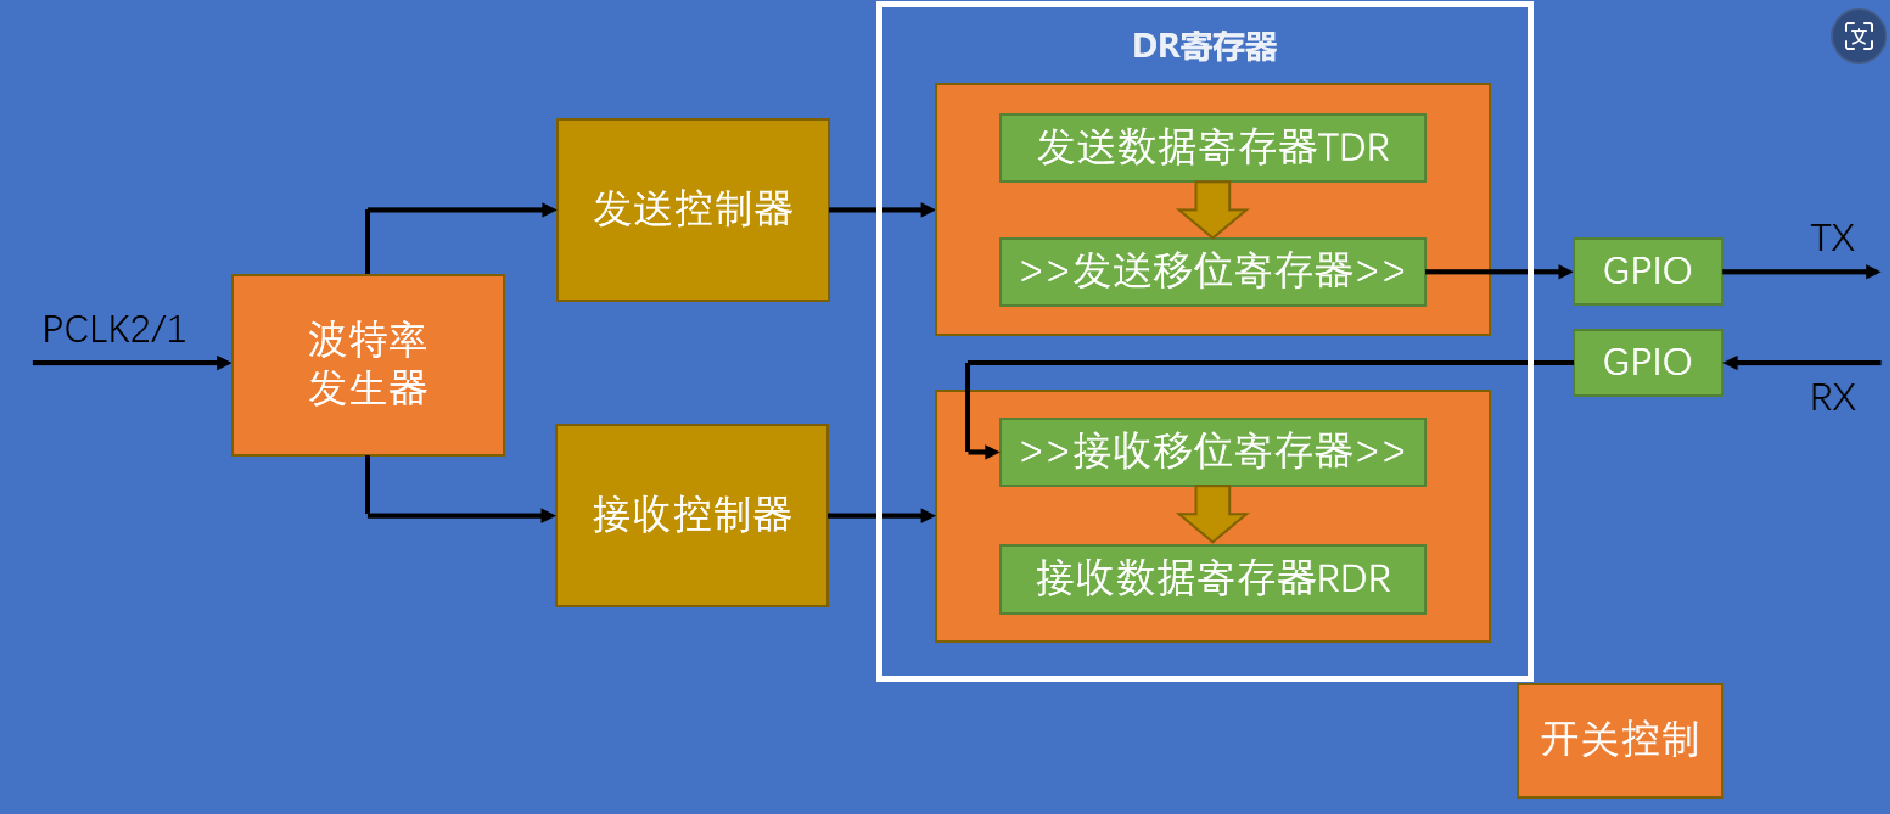 DR寄存器
发送数据寄存器TDR
发送控制器
>>发送移位寄存器>>
GPIO
TX
PCLK2/1
波特率
发生器
GPIO
RX
>>接收移位寄存器>>
接收控制器
接收数据寄存器RDR
开关控制
文